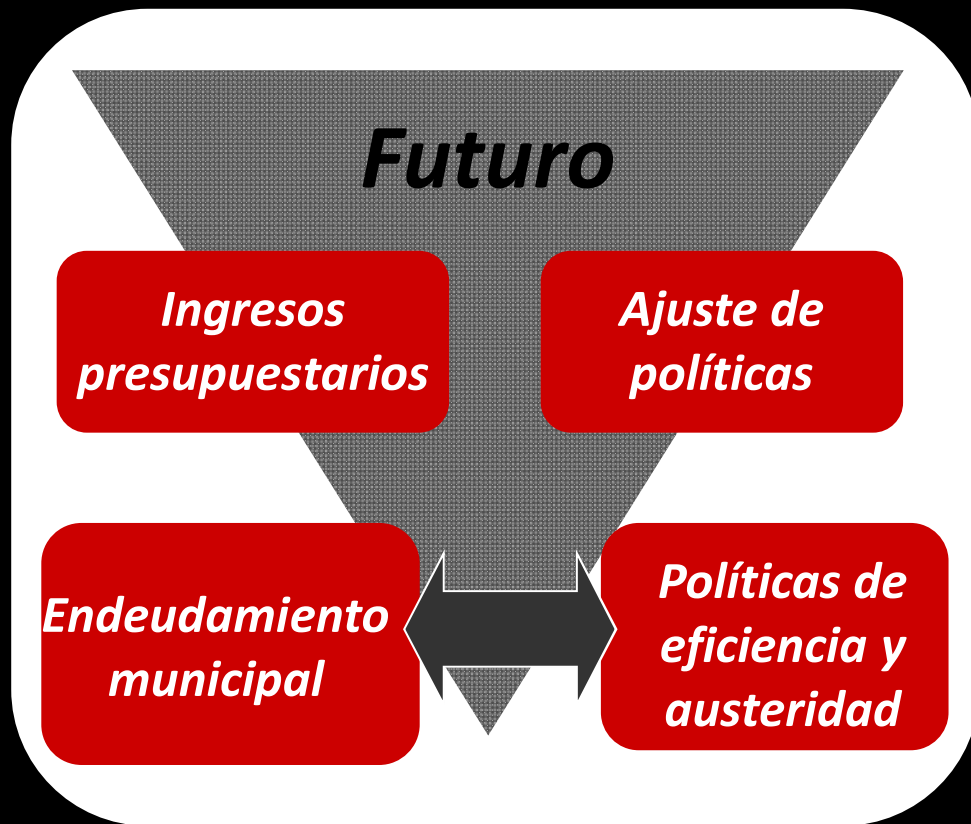 Futuro
Ingresos
presupuestarios
Ajuste de
políticas
Endeudamiento
municipal
Políticas de
eficiencia y
austeridad